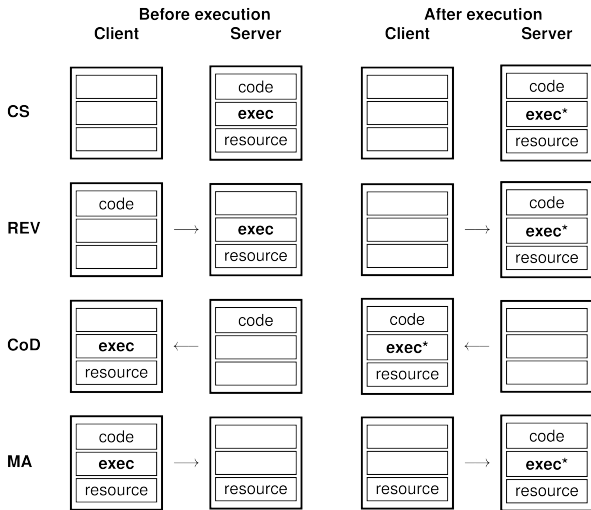 Before execution After execution
Client Server Client Server
code code
CS exec exec*
resource resource
code code
REV → exec → exec*
resource resource
code code
CoD exec ← exec* ←
resource resource
code code
MA exec → → exec*
resource resource resource resource